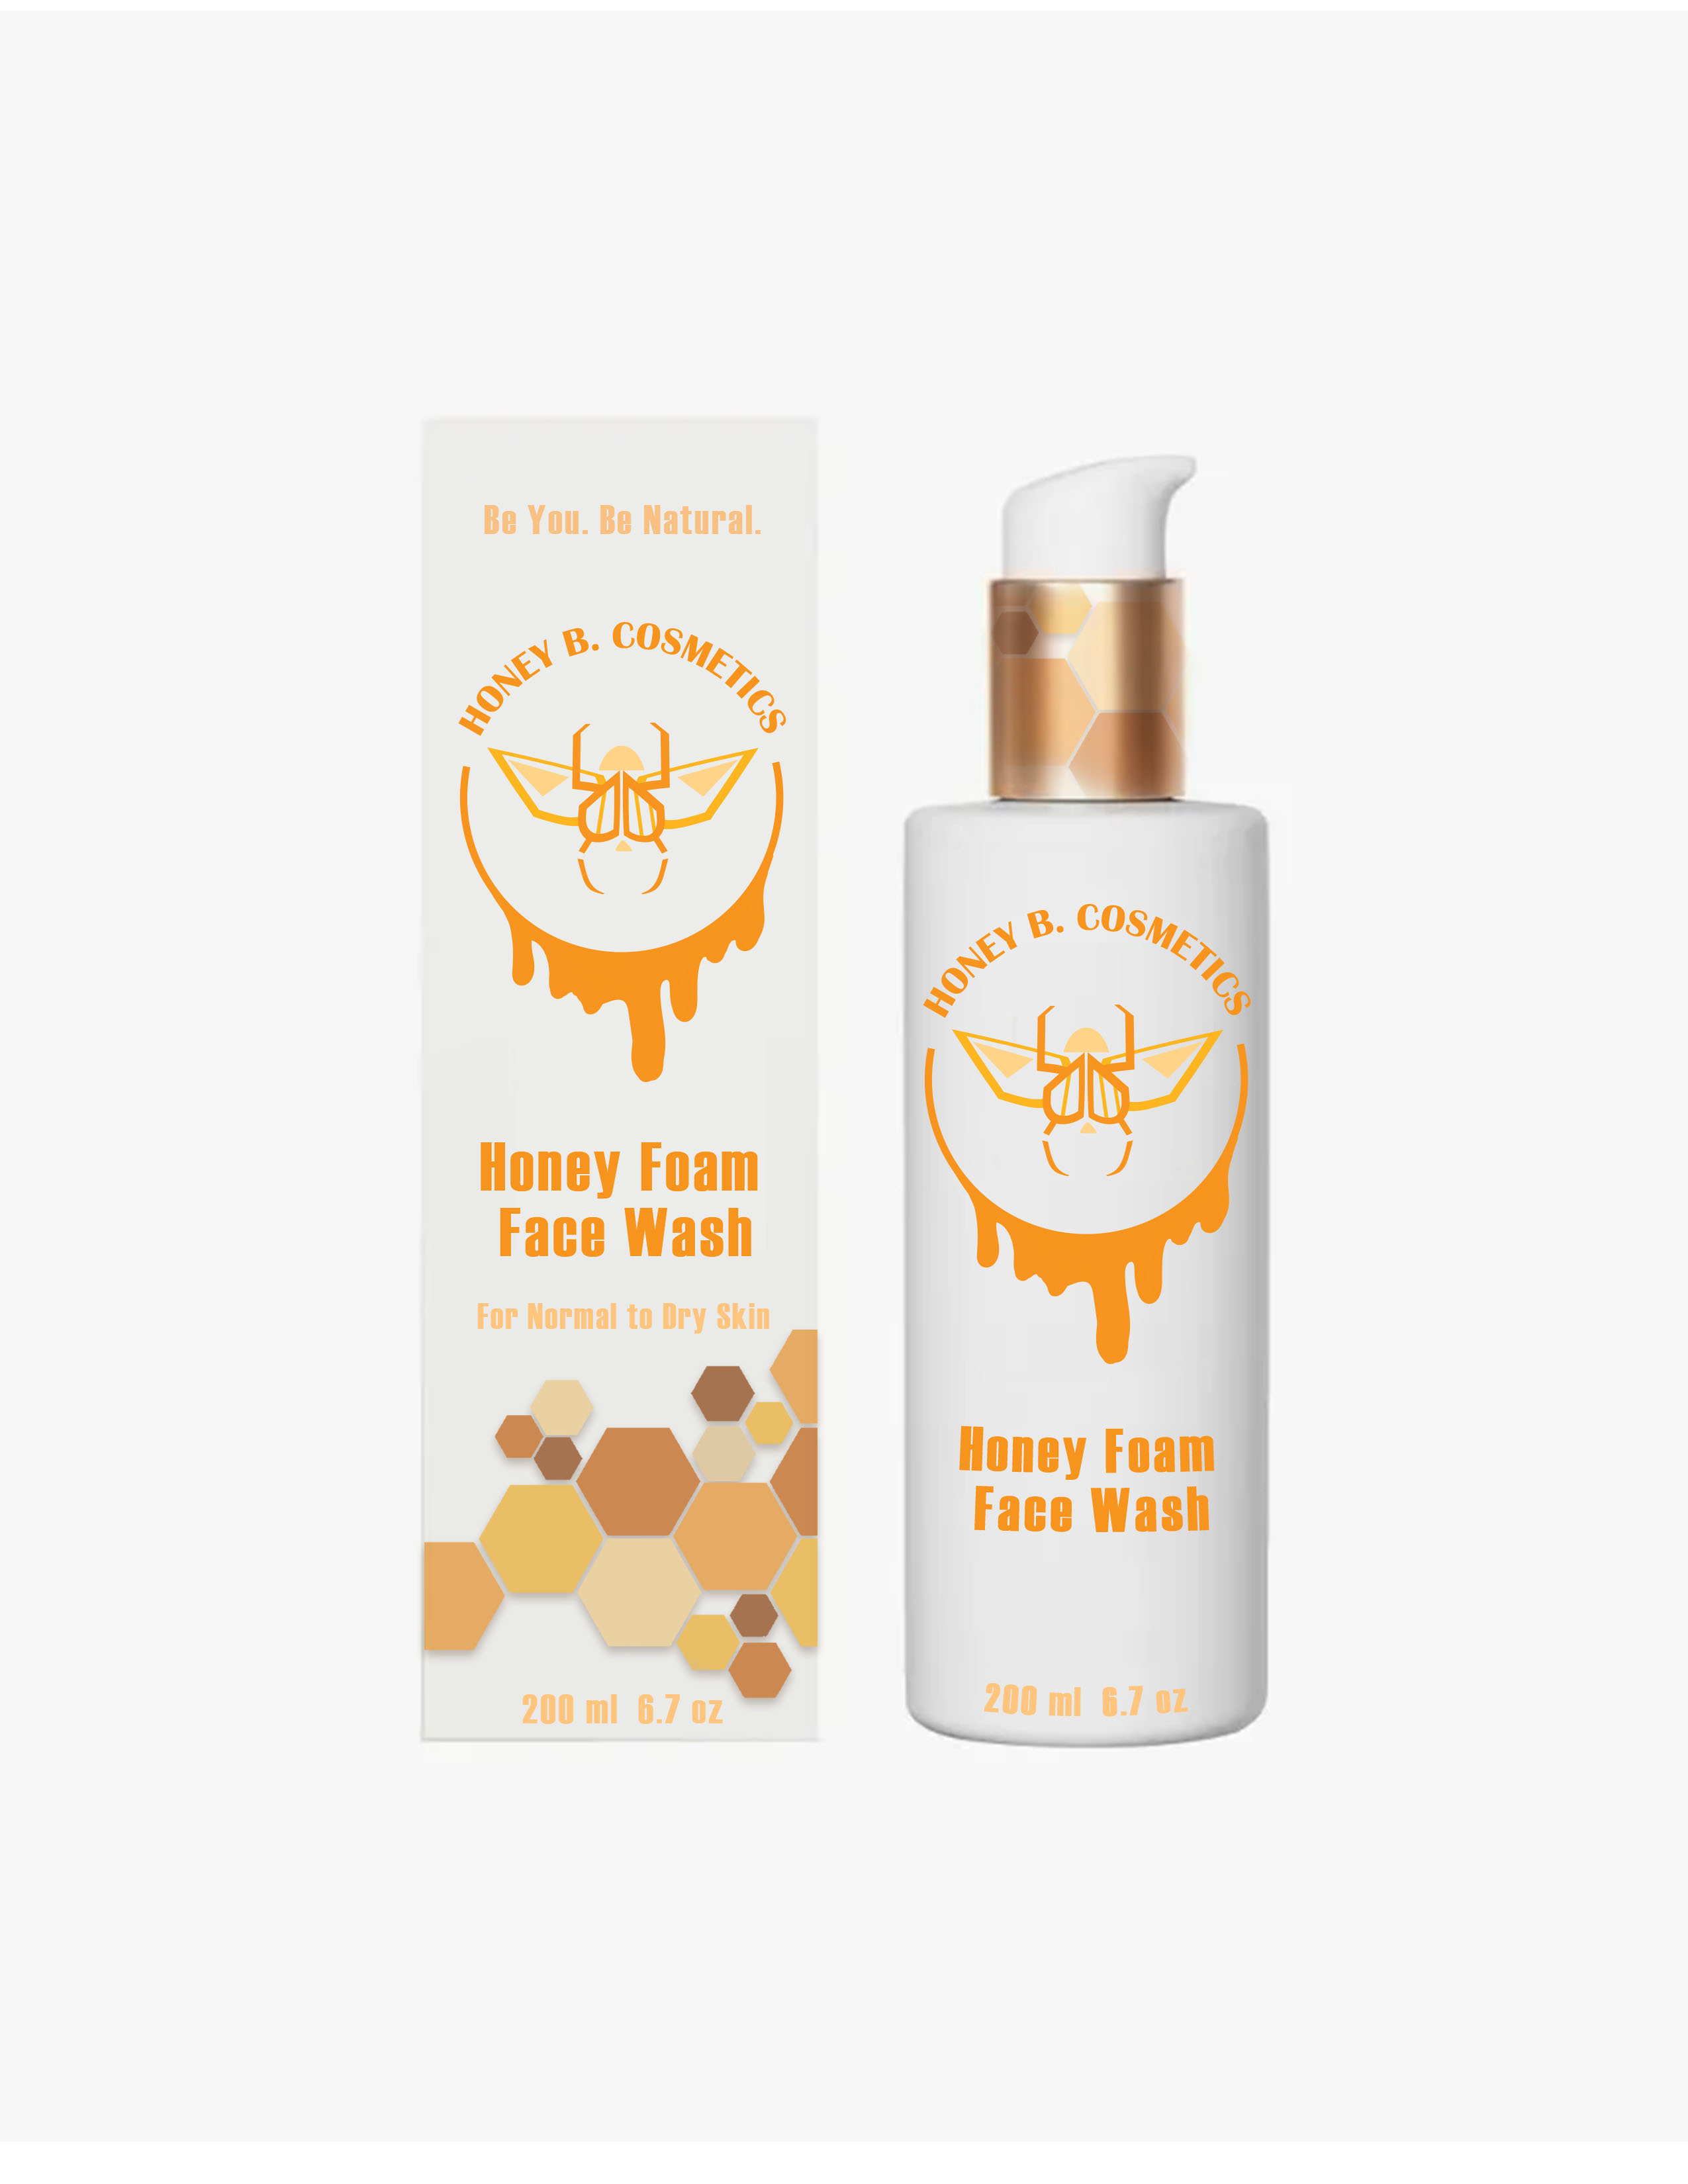 Be You. Be Natural.
HONEY B. COSMETICS
Honey Foam
Face Wash
For Normal to Dry Skin
200 ml 6.7 oz
HONEY B. COSMETICS
Honey Foam
Face Wash
200 ml 6.7 oz